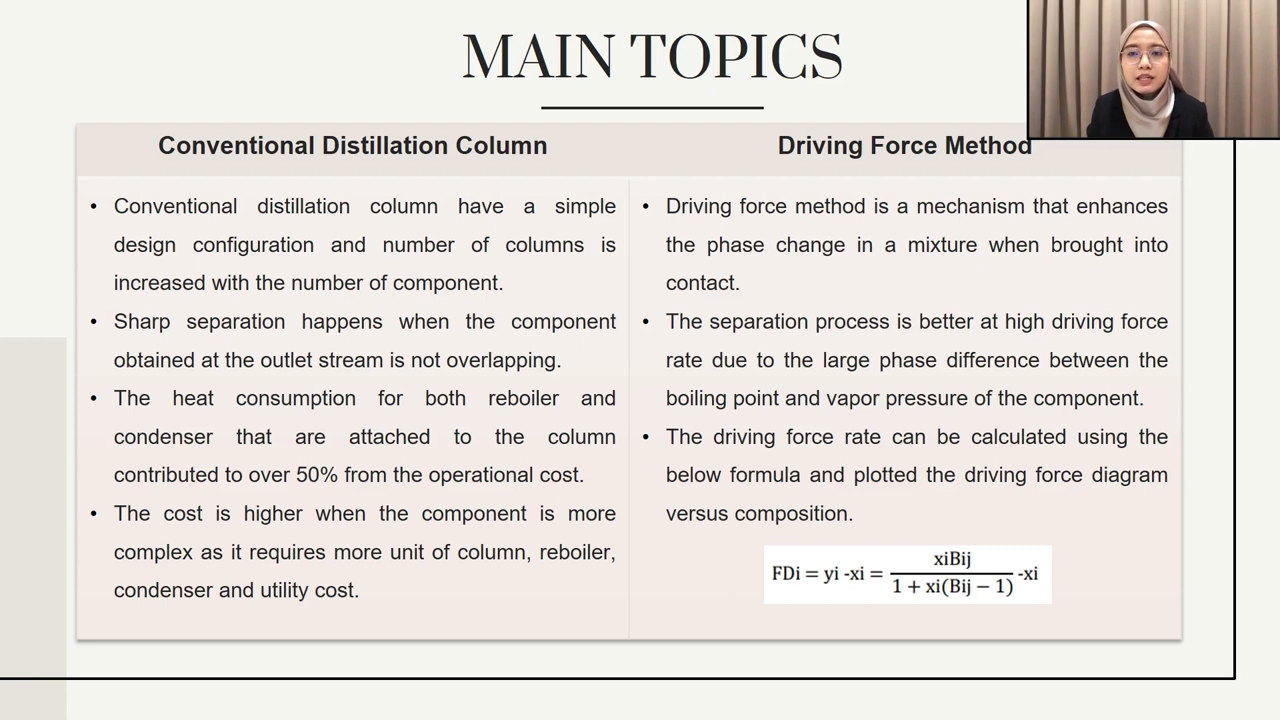 MAIN TOPICS
Conventional Distillation Column
• Conventional distillation column have a simple
design configuration and number of columns is
increased with the number of component.
• Sharp separation happens when the component
obtained at the outlet stream is not overlapping.
• The heat consumption for both reboiler and
condenser that are attached to the column
contributed to over 50% from the operational cost.
• The cost is higher when the component is more
complex as it requires more unit of column, reboiler,
condenser and utility cost.
Driving Force Method
• Driving force method is a mechanism that enhances
the phase change in a mixture when brought into
contact.
• The separation process is better at high driving force
rate due to the large phase difference between the
boiling point and vapor pressure of the component.
• The driving force rate can be calculated using the
below formula and plotted the driving force diagram
versus composition.
FDi = yi -xi = xiBij / 1 + xi(Bij − 1) -xi